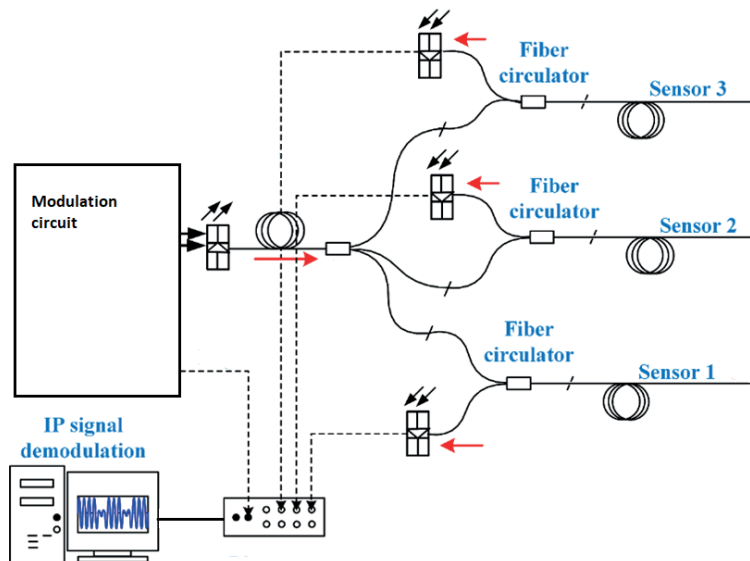 Fiber
circulator
Sensor 3
Modulation
circuit
Fiber
circulator
Sensor 2
Fiber
circulator
Sensor 1
IP signal
demodulation